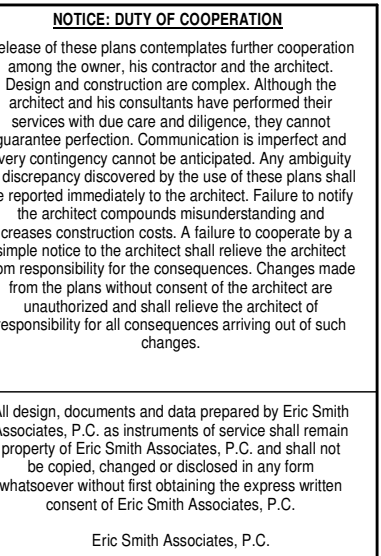 NOTICE: DUTY OF COOPERATION
elease of these plans contemplates further cooperation
among the owner, his contractor and the architect.
Design and construction are complex. Although the
architect and his consultants have performed their
services with due care and diligence, they cannot
guarantee perfection. Communication is imperfect and
very contingency cannot be anticipated. Any ambiguity
discrepancy discovered by the use of these plans shall
e reported immediately to the architect. Failure to notify
the architect compounds misunderstanding and
creases construction costs. A failure to cooperate by a
simple notice to the architect shall relieve the architect
om responsibility for the consequences. Changes made
from the plans without consent of the architect are
unauthorized and shall relieve the architect of
responsibility for all consequences arriving out of such
changes.
All design, documents and data prepared by Eric Smith
Associates, P.C. as instruments of service shall remain
property of Eric Smith Associates, P.C. and shall not
be copied, changed or disclosed in any form
whatsoever without first obtaining the express written
consent of Eric Smith Associates, P.C.
Eric Smith Associates, P.C.